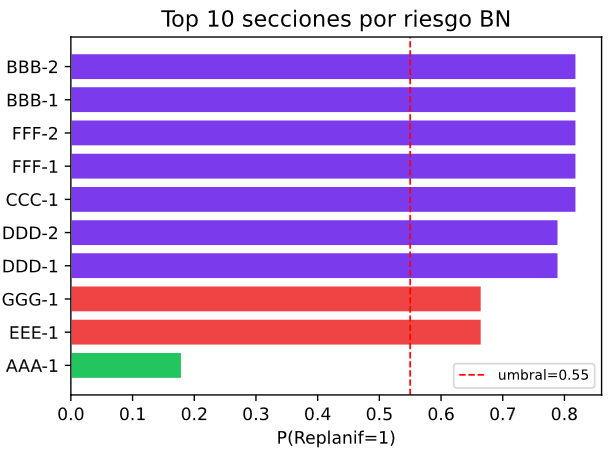 Top 10 secciones por riesgo BN
BBB-2
BBB-1
FFF-2
FFF-1
CCC-1
DDD-2
DDD-1
GGG-1
EEE-1
AAA-1
umbral=0.55
0.0 0.1 0.2 0.3 0.4 0.5 0.6 0.7 0.8
P(Replanif=1)